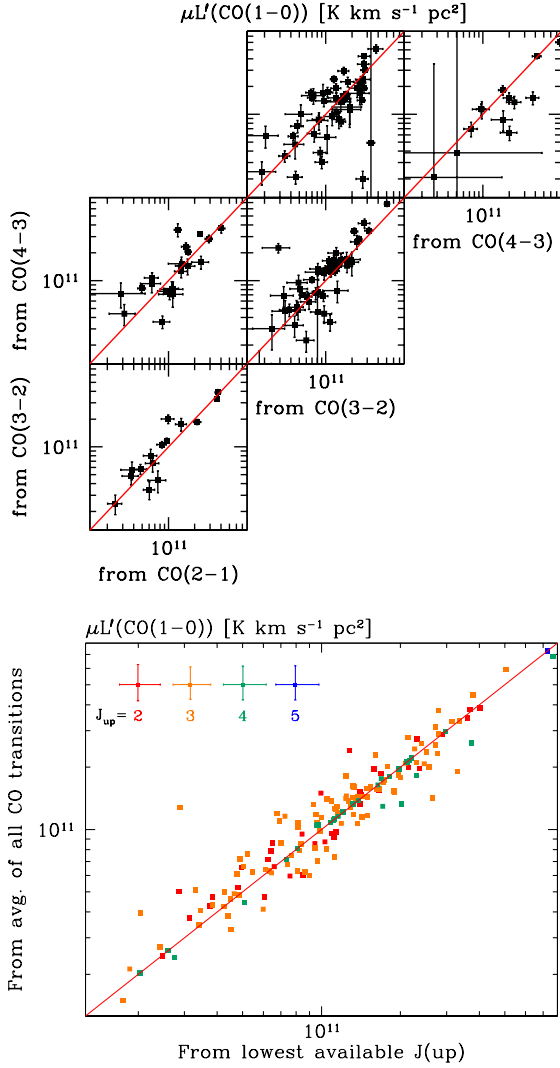 μL′(CO(1−0)) [K km s⁻¹ pc²]
10¹¹
from CO(4−3)
from CO(4−3)
10¹¹
10¹¹
from CO(3−2)
from CO(3−2)
10¹¹
10¹¹
from CO(2−1)
μL′(CO(1−0)) [K km s⁻¹ pc²]
J_up= 2 3 4 5
From avg. of all CO transitions
10¹¹
10¹¹
From lowest available J(up)